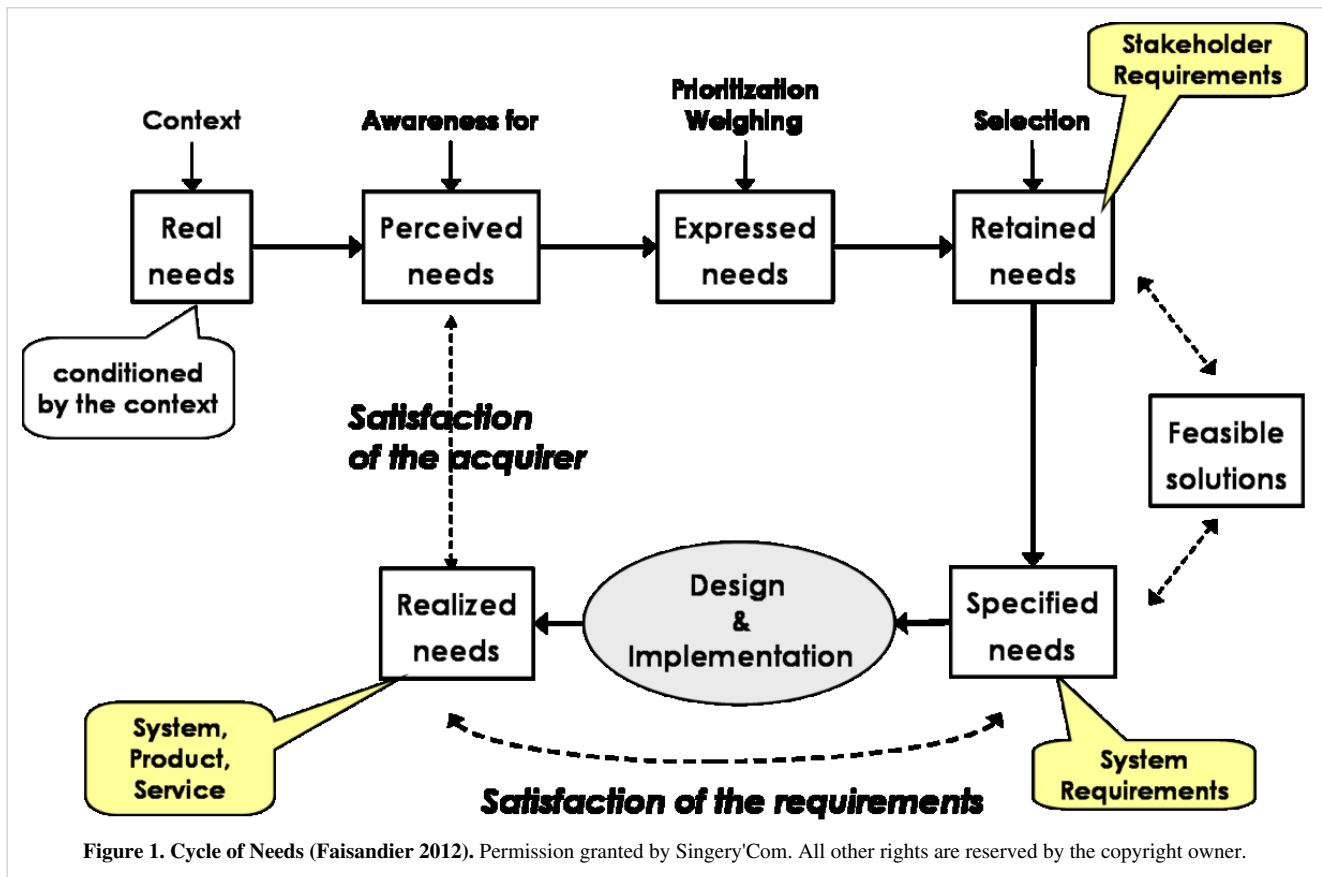 Stakeholder
Requirements
Context
Awareness for
Prioritization
Weighing
Selection
Real
needs
Perceived
needs
Expressed
needs
Retained
needs
conditioned
by the context
Satisfaction
of the acquirer
Feasible
solutions
Realized
needs
Design
&
Implementation
Specified
needs
System,
Product,
Service
System
Requirements
Satisfaction of the requirements
Figure 1. Cycle of Needs (Faisandier 2012). Permission granted by Singery'Com. All other rights are reserved by the copyright owner.